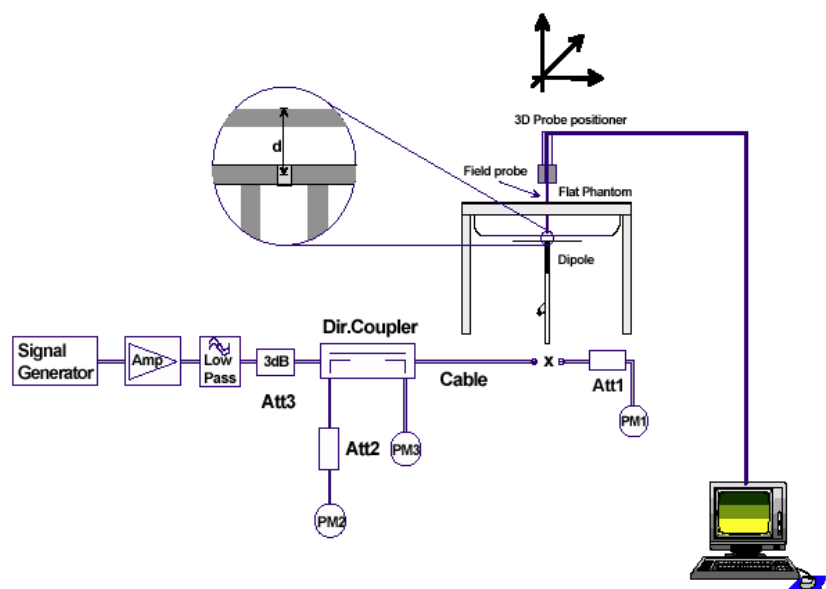 3D Probe positioner
d
Field probe
Flat Phantom
Dipole
Dir.Coupler
Signal
Generator
Amp
Low
Pass
3dB
Att3
Cable
x
Att1
PM1
Att2
PM3
PM2